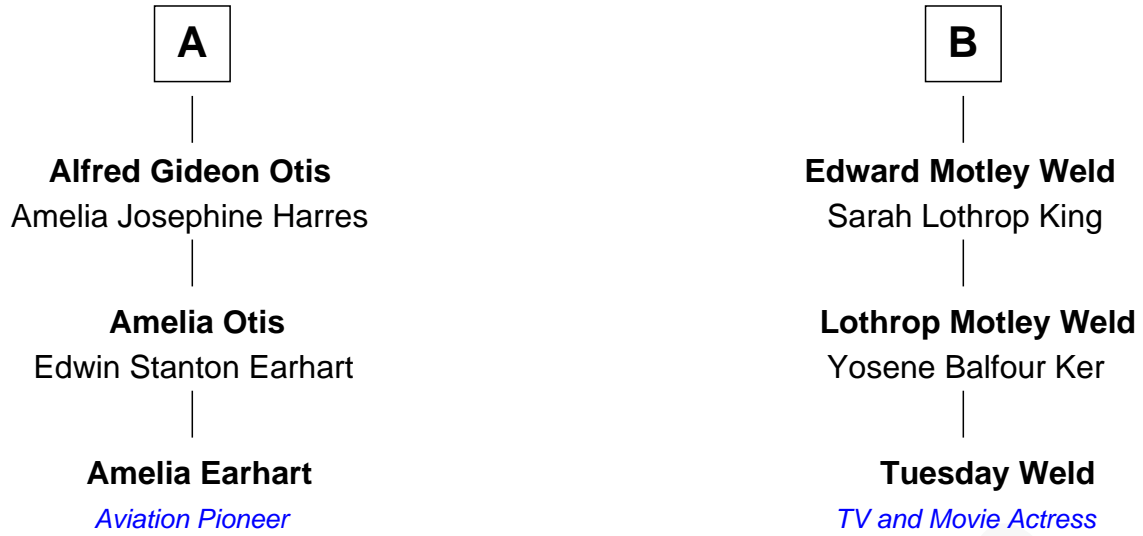 A
Alfred Gideon Otis
Amelia Josephine Harres
Amelia Otis
Edwin Stanton Earhart
Amelia Earhart
Aviation Pioneer
B
Edward Motley Weld
Sarah Lothrop King
Lothrop Motley Weld
Yosene Balfour Ker
Tuesday Weld
TV and Movie Actress